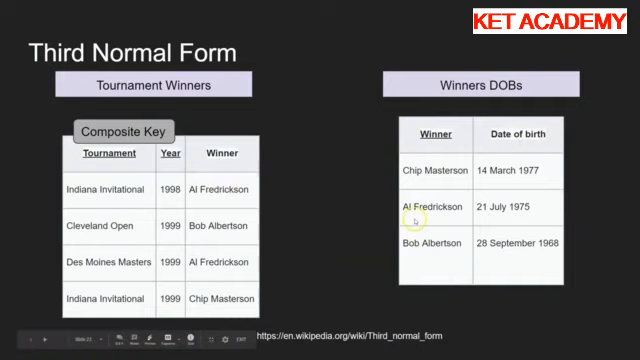 KET ACADEMY
Third Normal Form
Tournament Winners
Composite Key
Tournament Year Winner
Indiana Invitational 1998 Al Fredrickson
Cleveland Open 1999 Bob Albertson
Des Moines Masters 1999 Al Fredrickson
Indiana Invitational 1999 Chip Masterson
Winners DOBs
Winner Date of birth
Chip Masterson 14 March 1977
Al Fredrickson 21 July 1975
Bob Albertson 28 September 1968
https://en.wikipedia.org/wiki/Third_normal_form
EXIT